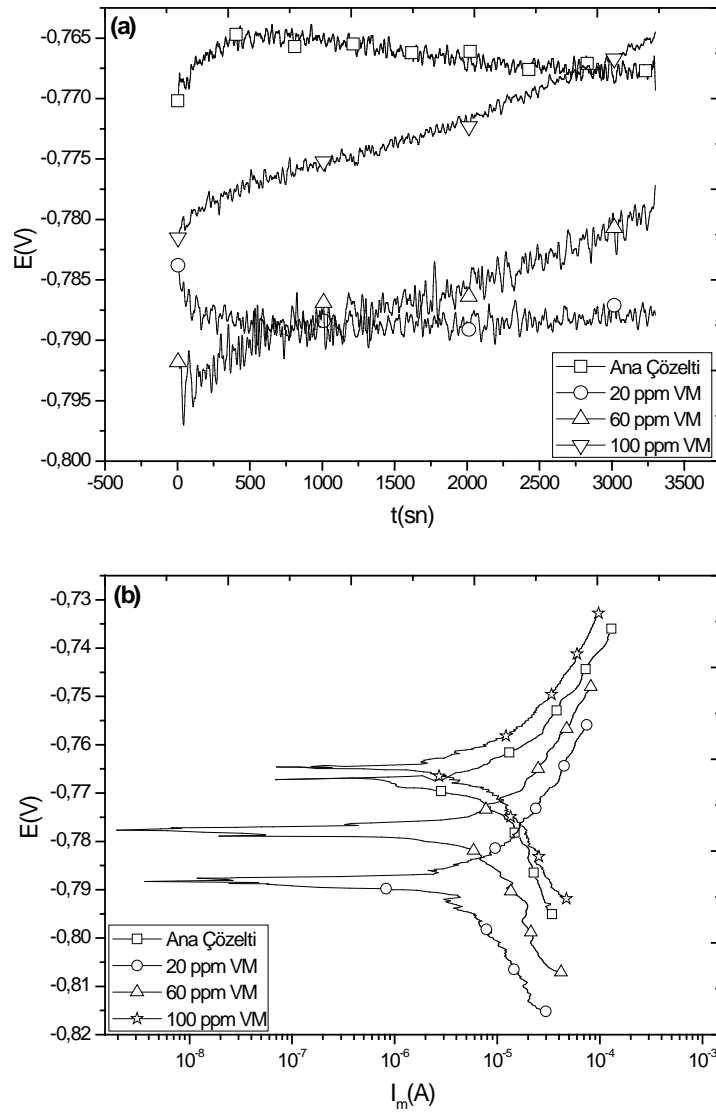 (a)
-0,765
-0,770
-0,775
-0,780
-0,785
-0,790
-0,795
-0,800
E(V)
Ana Çözelti
20 ppm VM
60 ppm VM
100 ppm VM
-500 0 500 1000 1500 2000 2500 3000 3500
t(sn)
(b)
-0,73
-0,74
-0,75
-0,76
-0,77
-0,78
-0,79
-0,80
-0,81
-0,82
E(V)
Ana Çözelti
20 ppm VM
60 ppm VM
100 ppm VM
10⁻⁸ 10⁻⁷ 10⁻⁶ 10⁻⁵ 10⁻⁴ 10⁻³
Iₘ(A)